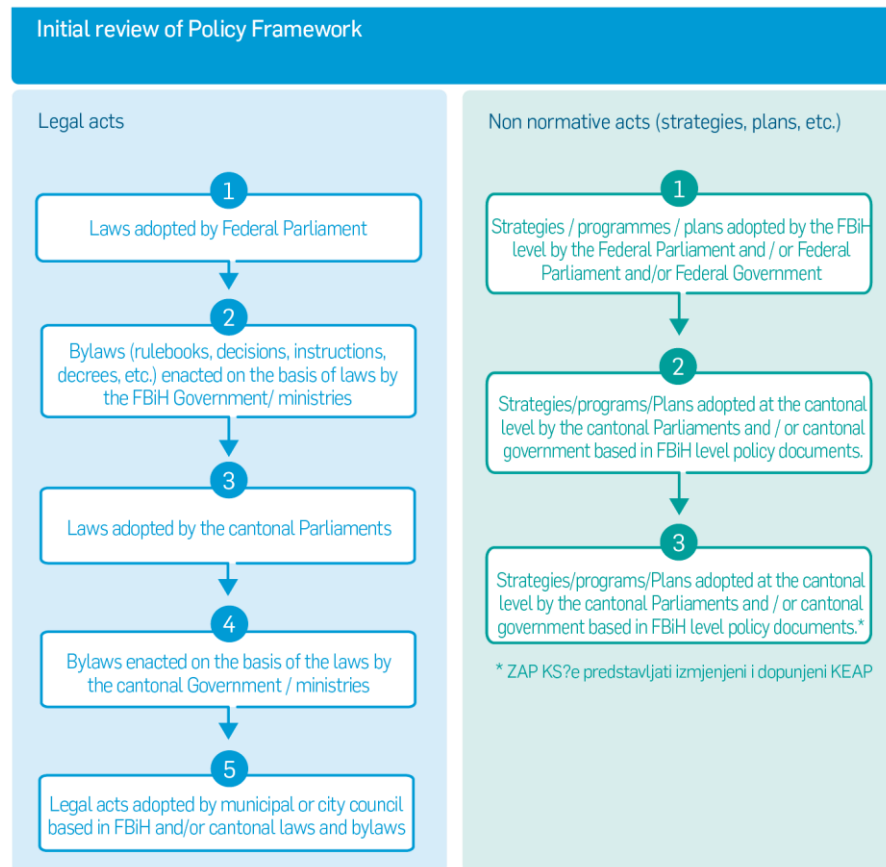 Initial review of Policy Framework
Legal acts
1
Laws adopted by Federal Parliament
2
Bylaws (rulebooks, decisions, instructions,
decrees, etc.) enacted on the basis of laws by
the FBiH Government/ ministries
3
Laws adopted by the cantonal Parliaments
4
Bylaws enacted on the basis of the laws by
the cantonal Government / ministries
5
Legal acts adopted by municipal or city council
based in FBiH and/or cantonal laws and bylaws
Non normative acts (strategies, plans, etc.)
1
Strategies / programmes / plans adopted by the FBiH
level by the Federal Parliament and / or Federal
Parliament and/or Federal Government
2
Strategies/programs/Plans adopted at the cantonal
level by the cantonal Parliaments and / or cantonal
government based in FBiH level policy documents.
3
Strategies/programs/Plans adopted at the cantonal
level by the cantonal Parliaments and / or cantonal
government based in FBiH level policy documents.*
* ZAP KS?e predstavljati izmjenjeni i dopunjeni KEAP